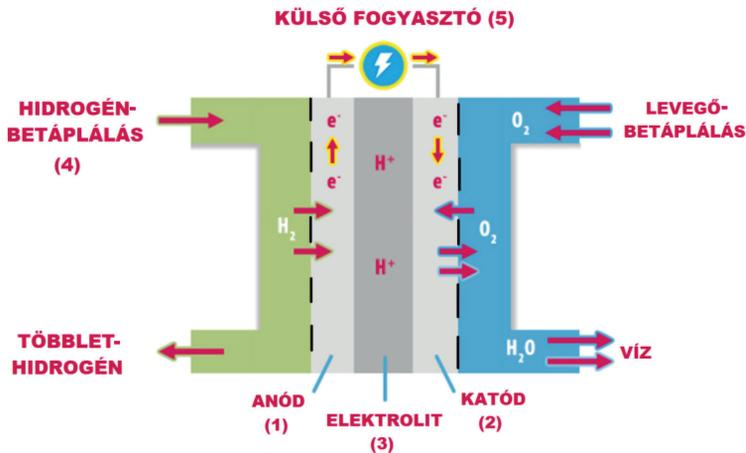 KÜLSŐ FOGYASZTÓ (5)
HIDROGÉN-
BETÁPLÁLÁS
(4)
LEVEGŐ-
BETÁPLÁLÁS
e⁻
e⁻
O₂
H⁺
e⁻
e⁻
H₂
O₂
H⁺
TÖBBLET-
HIDROGÉN
H₂O
VÍZ
ANÓD
(1)
ELEKTROLIT
(3)
KATÓD
(2)